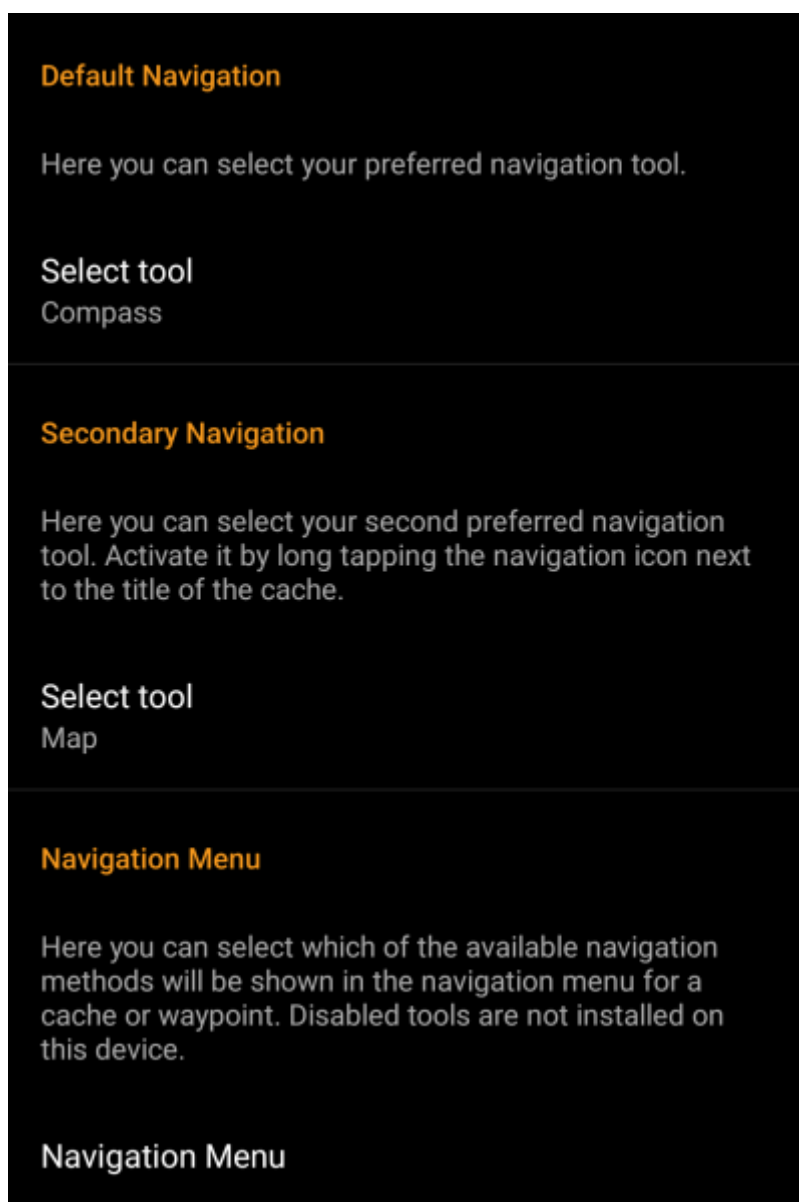 Default Navigation
Here you can select your preferred navigation tool.
Select tool
Compass
Secondary Navigation
Here you can select your second preferred navigation
tool. Activate it by long tapping the navigation icon next
to the title of the cache.
Select tool
Map
Navigation Menu
Here you can select which of the available navigation
methods will be shown in the navigation menu for a
cache or waypoint. Disabled tools are not installed on
this device.
Navigation Menu